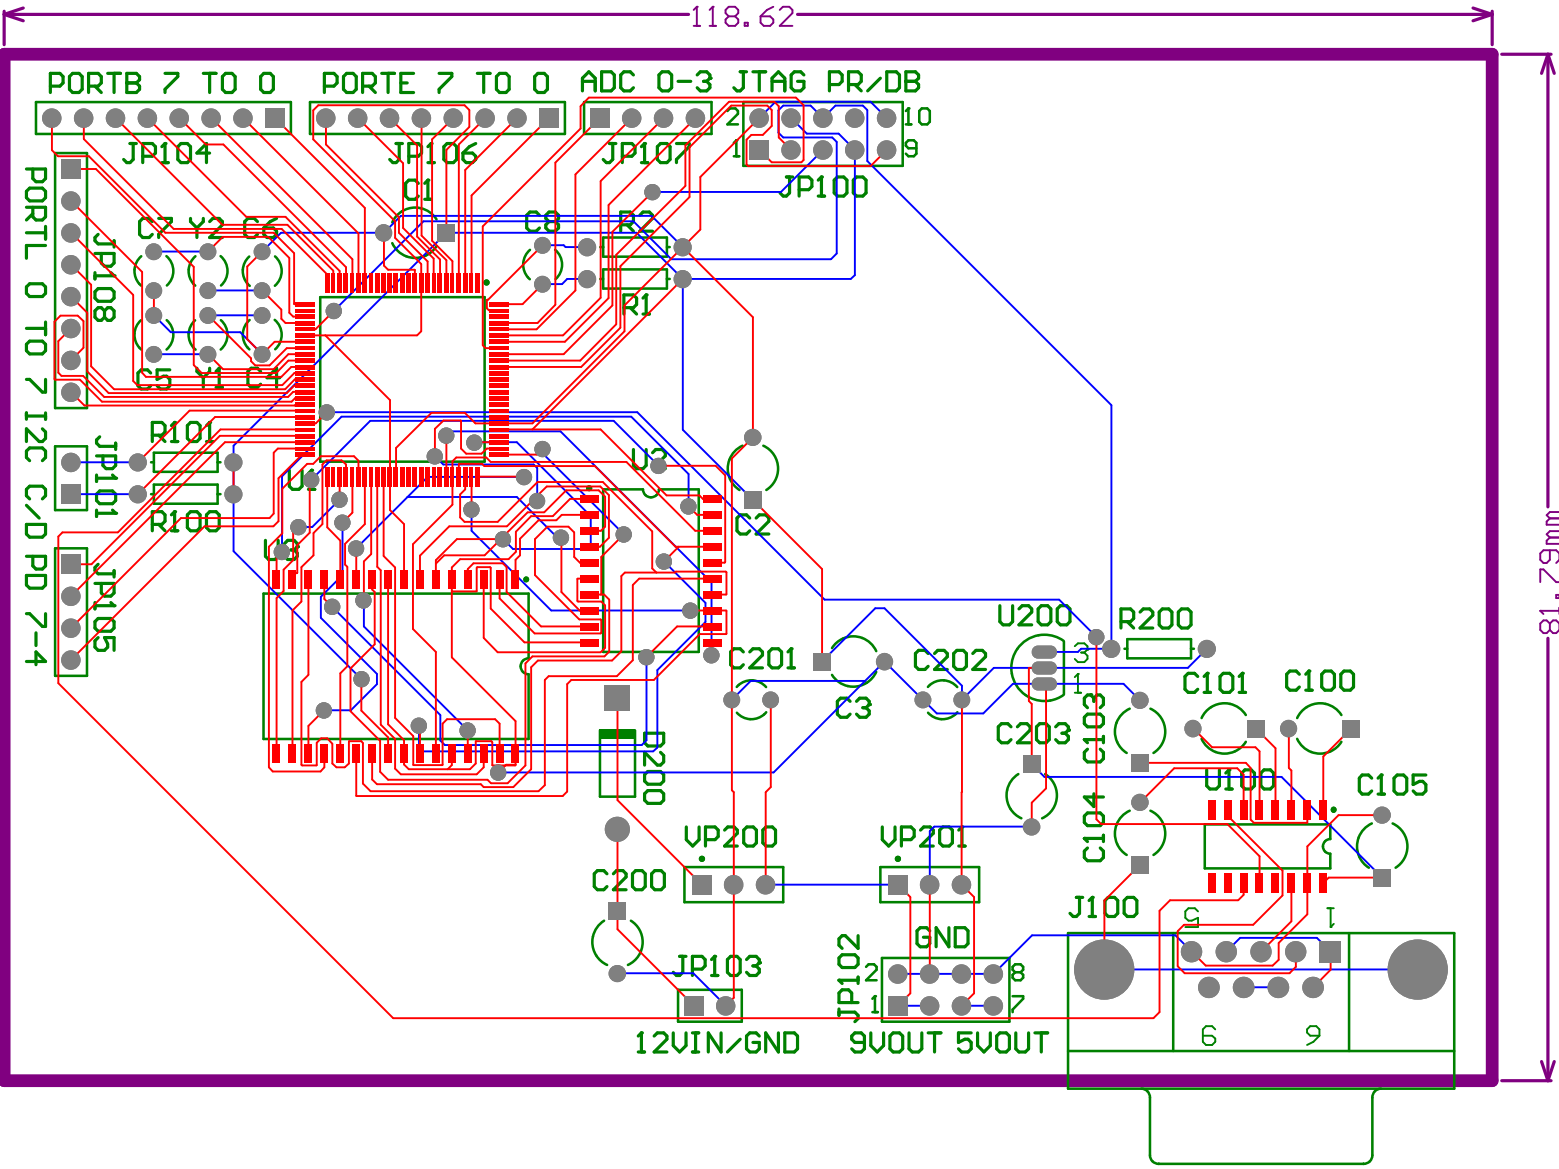 118.62
PORTB 7 TO 0
PORTE 7 TO 0
ADC 0-3
JTAG PR/DB
2
10
JP104
JP106
JP107
1
9
JP100
PORTL 0 TO 7
JP108
C1
C7
Y2
C6
C8
R2
R1
C5
Y1
C4
I2C C/D
JP101
R101
R100
U1
U2
C2
U3
PD 7-4
JP105
81.79mm
U200
3
1
R200
C201
C202
C3
C203
C103
C101
C100
D200
U100
C105
C104
VP200
VP201
C200
J100
5
1
GND
JP103
JP102
2
8
1
7
9
6
12VIN/GND
9VOUT
5VOUT